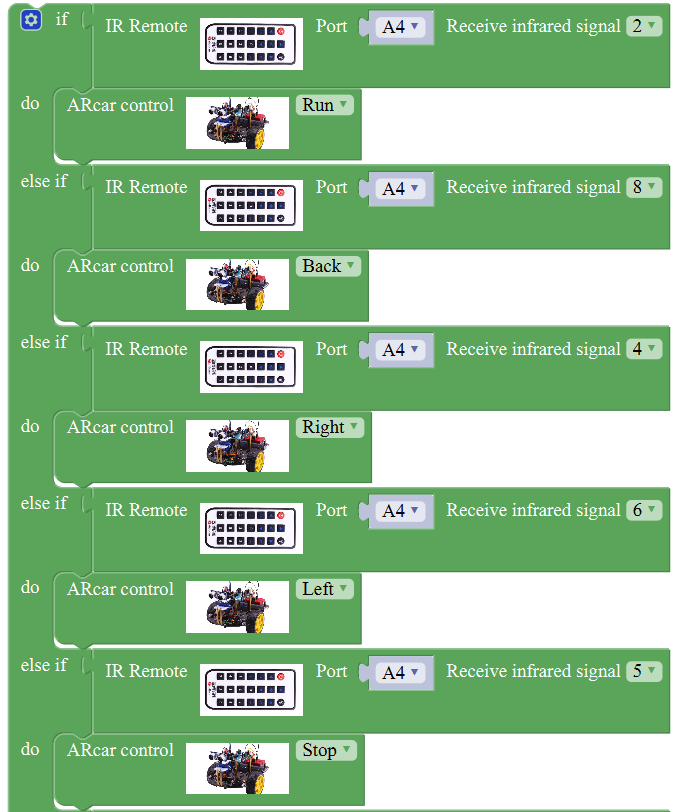 if IR Remote Port A4 Receive infrared signal 2
do ARcar control Run
else if IR Remote Port A4 Receive infrared signal 8
do ARcar control Back
else if IR Remote Port A4 Receive infrared signal 4
do ARcar control Right
else if IR Remote Port A4 Receive infrared signal 6
do ARcar control Left
else if IR Remote Port A4 Receive infrared signal 5
do ARcar control Stop